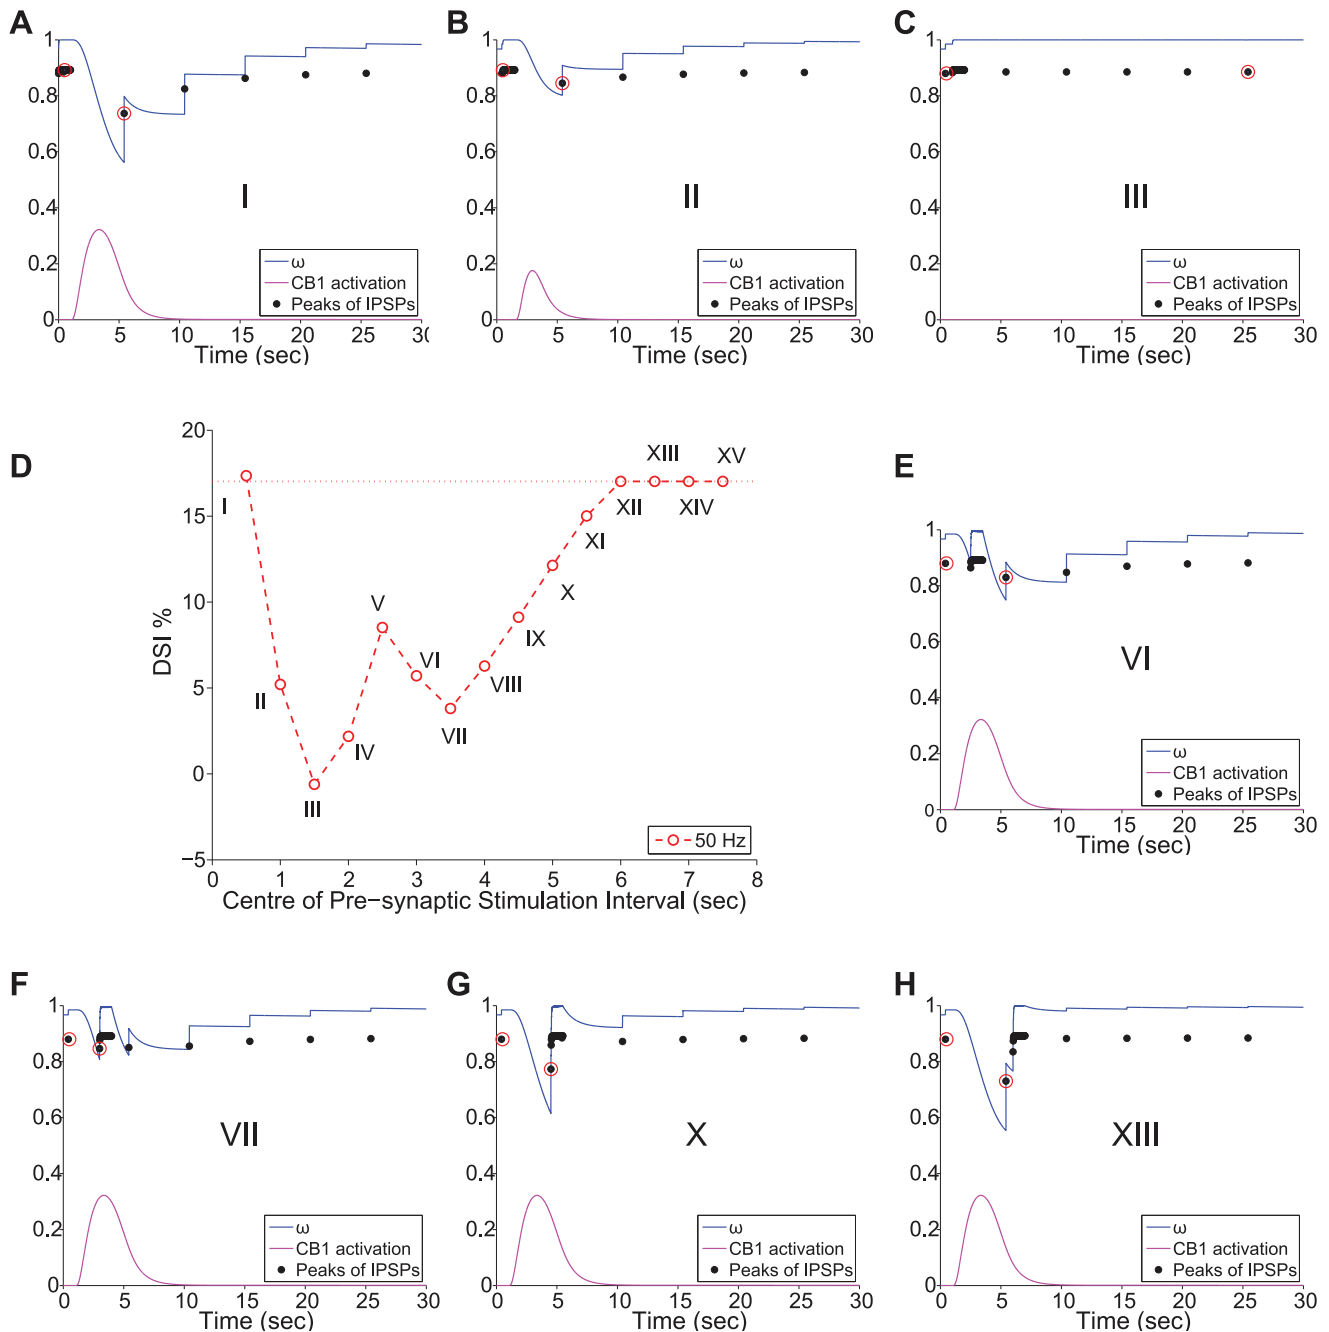 A
1
0.8
0.6
0.4
0.2
0
I
ω
CB1 activation
Peaks of IPSPs
0 5 10 15 20 25 30
Time (sec)
B
1
0.8
0.6
0.4
0.2
0
II
ω
CB1 activation
Peaks of IPSPs
0 5 10 15 20 25 30
Time (sec)
C
1
0.8
0.6
0.4
0.2
0
III
ω
CB1 activation
Peaks of IPSPs
0 5 10 15 20 25 30
Time (sec)
D
20
15
10
5
0
−5
DSI %
I
II
III
IV
V
VI
VII
VIII
IX
X
XI
XII
XIII
XIV
XV
50 Hz
0 1 2 3 4 5 6 7 8
Centre of Pre−synaptic Stimulation Interval (sec)
E
1
0.8
0.6
0.4
0.2
0
VI
ω
CB1 activation
Peaks of IPSPs
0 5 10 15 20 25 30
Time (sec)
F
1
0.8
0.6
0.4
0.2
0
VII
ω
CB1 activation
Peaks of IPSPs
0 5 10 15 20 25 30
Time (sec)
G
1
0.8
0.6
0.4
0.2
0
X
ω
CB1 activation
Peaks of IPSPs
0 5 10 15 20 25 30
Time (sec)
H
1
0.8
0.6
0.4
0.2
0
XIII
ω
CB1 activation
Peaks of IPSPs
0 5 10 15 20 25 30
Time (sec)